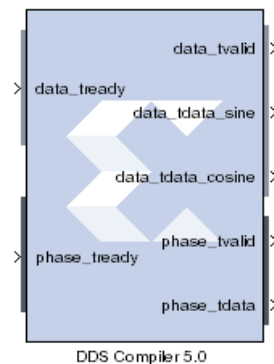 data_tvalid
data_tready
data_tdata_sine
data_tdata_cosine
phase_tvalid
phase_tready
phase_tdata
DDS Compiler 5.0